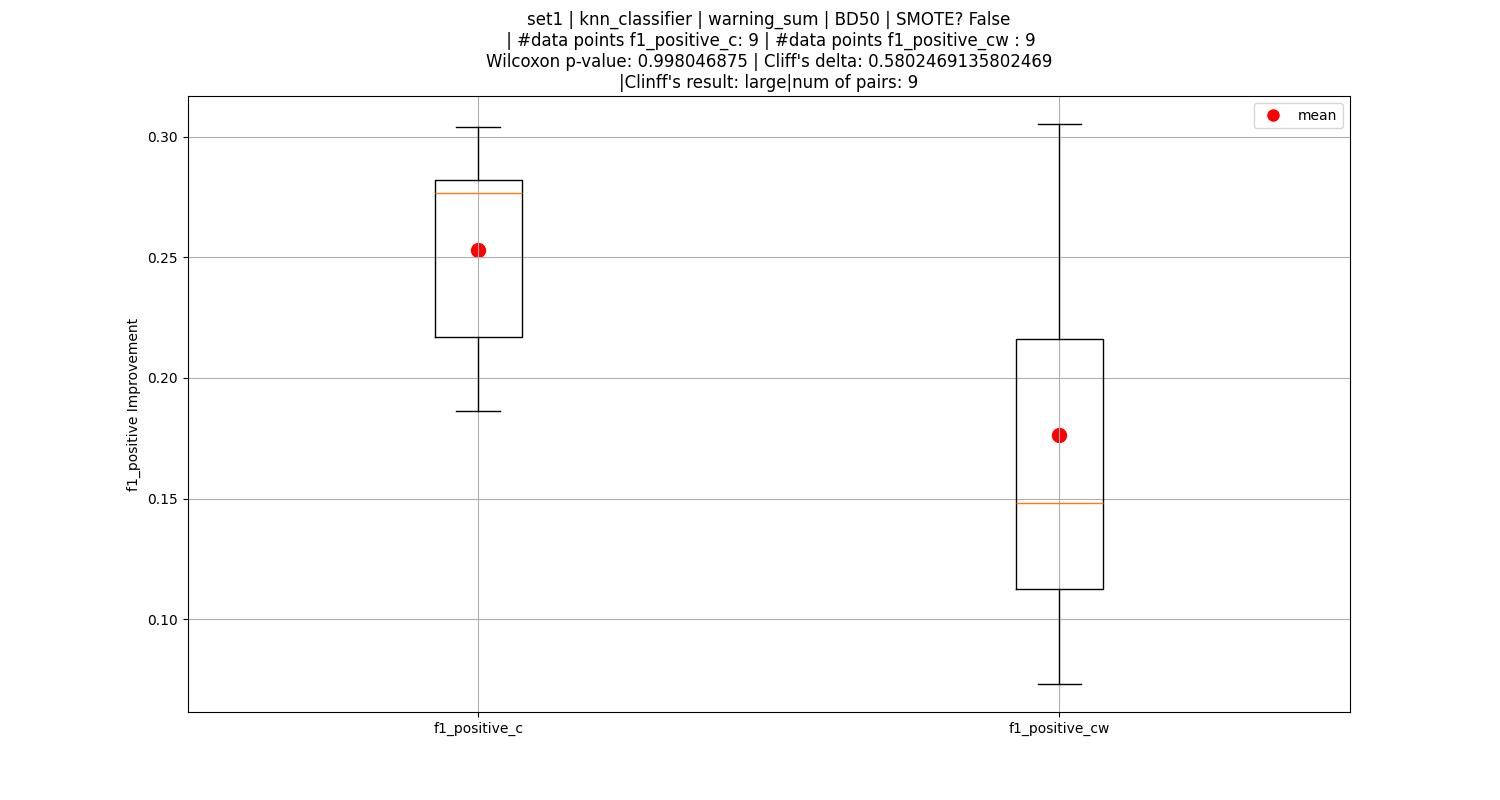 set1 | knn_classifier | warning_sum | BD50 | SMOTE? False
| #data points f1_positive_c: 9 | #data points f1_positive_cw : 9
Wilcoxon p-value: 0.998046875 | Cliff's delta: 0.5802469135802469
|Clinff's result: large|num of pairs: 9
mean
0.30
0.25
0.20
0.15
0.10
f1_positive Improvement
f1_positive_c
f1_positive_cw